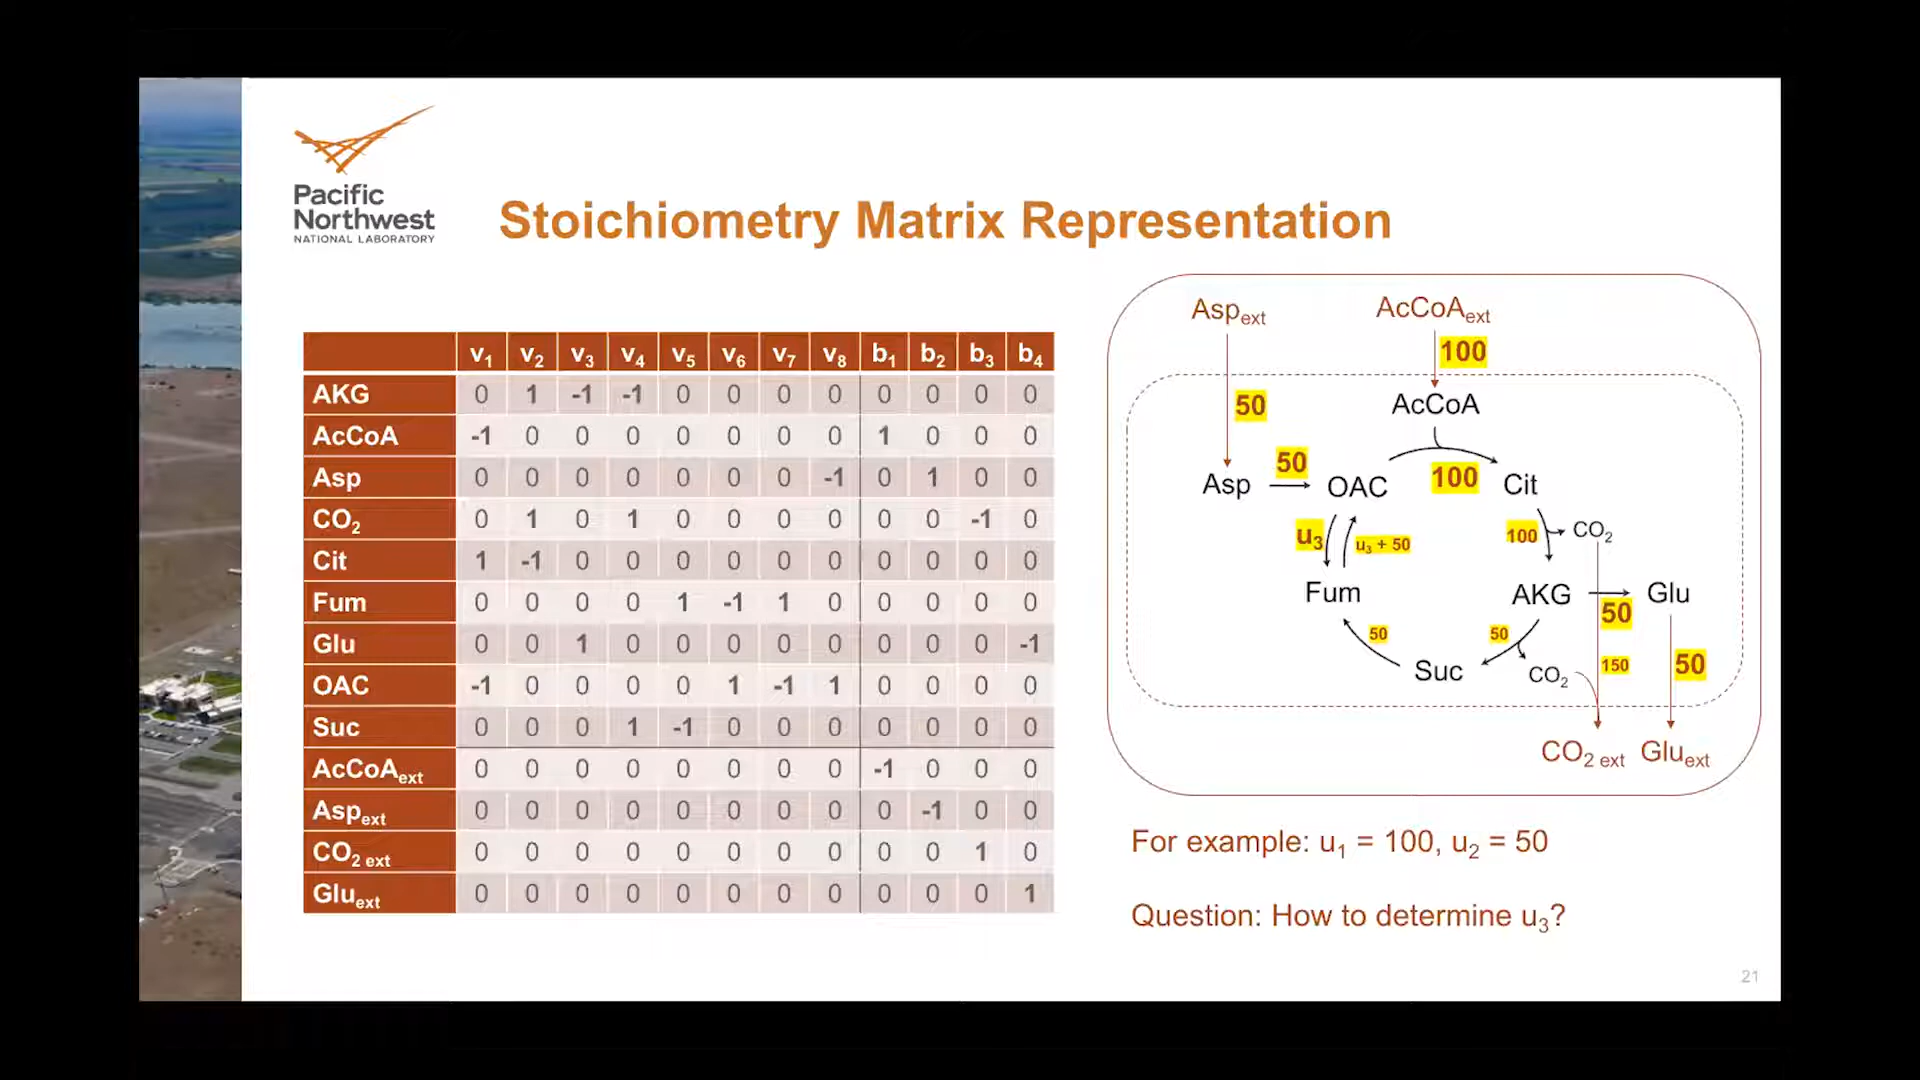 Pacific
Northwest
NATIONAL LABORATORY
Stoichiometry Matrix Representation
v1 v2 v3 v4 v5 v6 v7 v8 b1 b2 b3 b4
AKG 0 1 -1 -1 0 0 0 0 0 0 0 0
AcCoA -1 0 0 0 0 0 0 0 1 0 0 0
Asp 0 0 0 0 0 0 0 -1 0 1 0 0
CO2 0 1 0 1 0 0 0 0 0 0 -1 0
Cit 1 -1 0 0 0 0 0 0 0 0 0 0
Fum 0 0 0 0 1 -1 1 0 0 0 0 0
Glu 0 0 1 0 0 0 0 0 0 0 0 -1
OAC -1 0 0 0 0 1 -1 1 0 0 0 0
Suc 0 0 0 1 -1 0 0 0 0 0 0 0
AcCoAext 0 0 0 0 0 0 0 0 -1 0 0 0
Aspext 0 0 0 0 0 0 0 0 0 -1 0 0
CO2 ext 0 0 0 0 0 0 0 0 0 0 1 0
Gluext 0 0 0 0 0 0 0 0 0 0 0 1
Aspext AcCoAext
100
50 AcCoA
Asp 50 OAC 100 Cit
u3 u3 + 50 100 CO2
Fum AKG 50 Glu
50 50
Suc CO2 150 50
CO2 ext Gluext
For example: u1 = 100, u2 = 50
Question: How to determine u3?
21